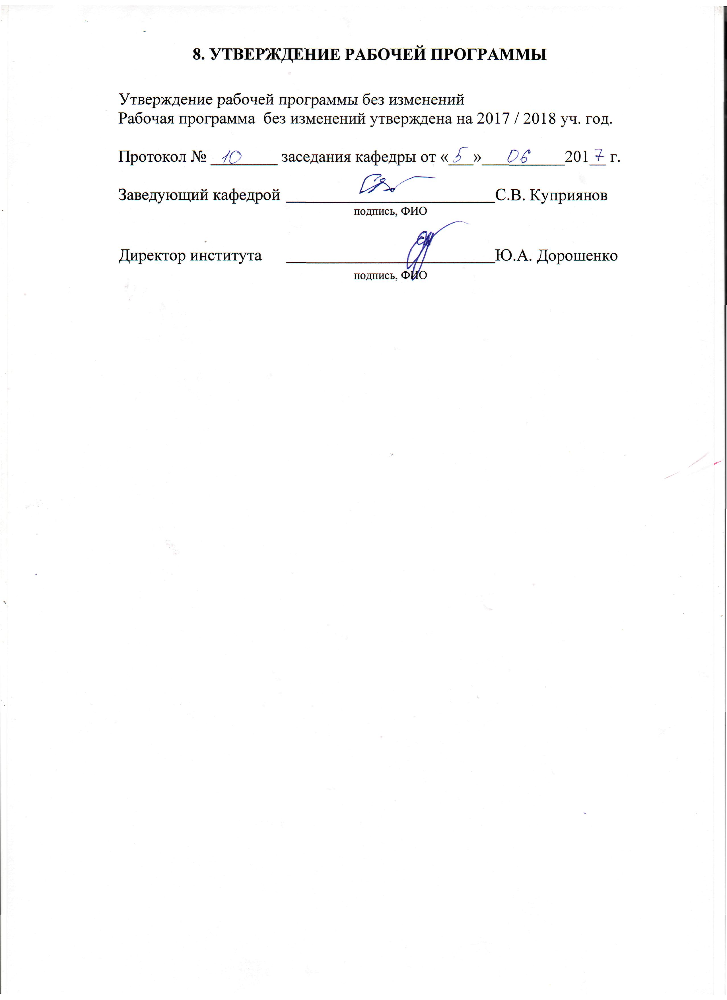 8. УТВЕРЖДЕНИЕ РАБОЧЕЙ ПРОГРАММЫ
Утверждение рабочей программы без изменений
Рабочая программа без изменений утверждена на 2017 / 2018 уч. год.
Протокол № 10 заседания кафедры от «5» 06 2017 г.
Заведующий кафедрой С.В. Куприянов
подпись, ФИО
Директор института Ю.А. Дорошенко
подпись, ФИО